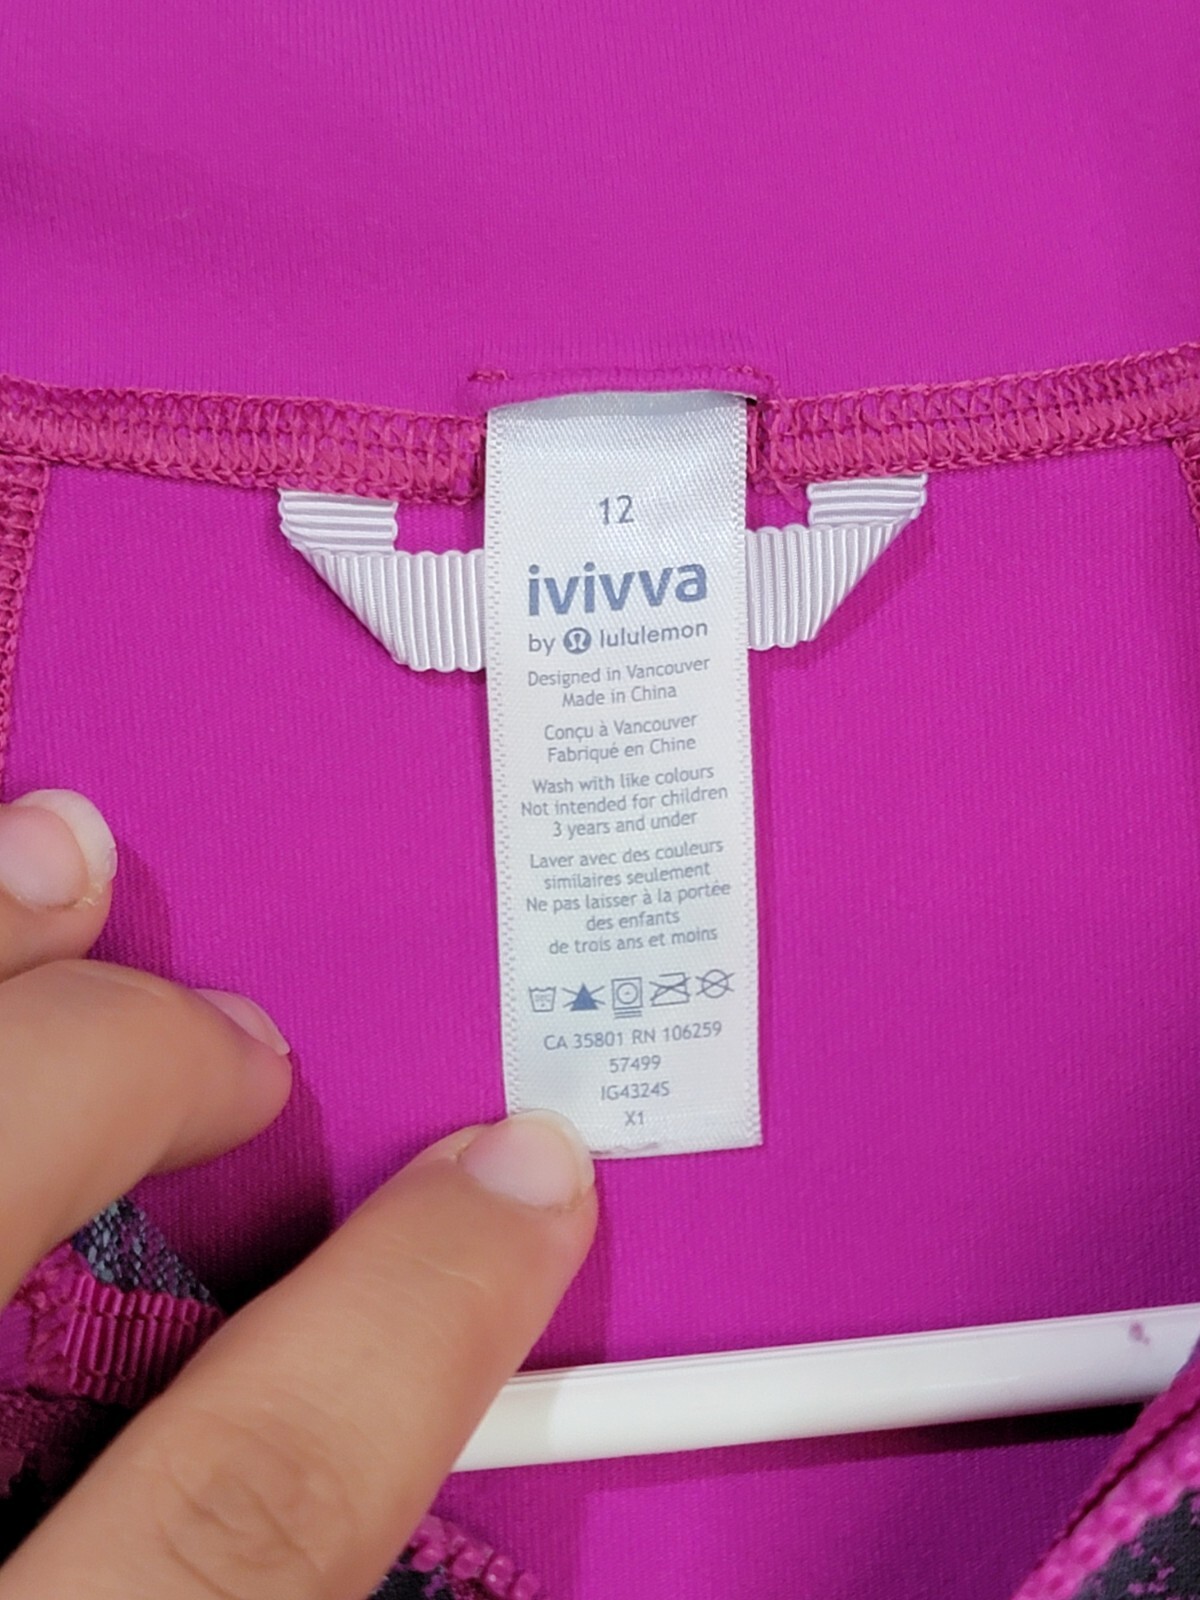 12
ivivva
by lululemon
Designed in Vancouver
Made in China
Conçu à Vancouver
Fabriqué en Chine
Wash with like colours
Not intended for children
3 years and under
Laver avec des couleurs
similaires seulement
Ne pas laisser à la portée
des enfants
de trois ans et moins
CA 35801 RN 106259
57499
IG4324S
X1